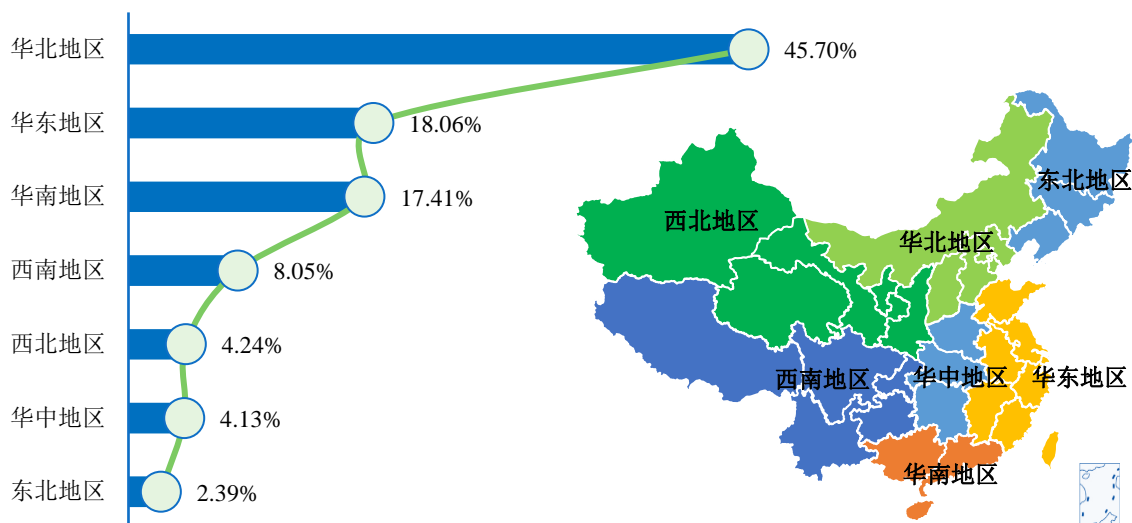 华北地区
45.70%
华东地区
18.06%
华南地区
17.41%
西南地区
8.05%
西北地区
4.24%
华中地区
4.13%
东北地区
2.39%
东北地区
西北地区
华北地区
西南地区
华中地区
华东地区
华南地区